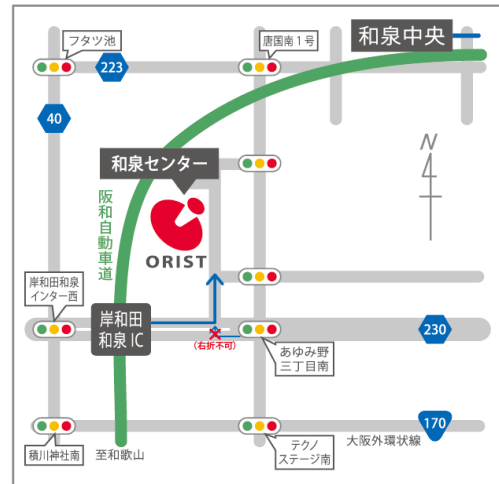 フタツ池
223
唐国南1号
和泉中央
40
和泉センター
N
阪和自動車道
ORIST
岸和田和泉
インター西
岸和田
和泉IC
(右折不可)
あゆみ野
三丁目南
230
積川神社南
至和歌山
テクノ
ステージ南
大阪外環状線
170